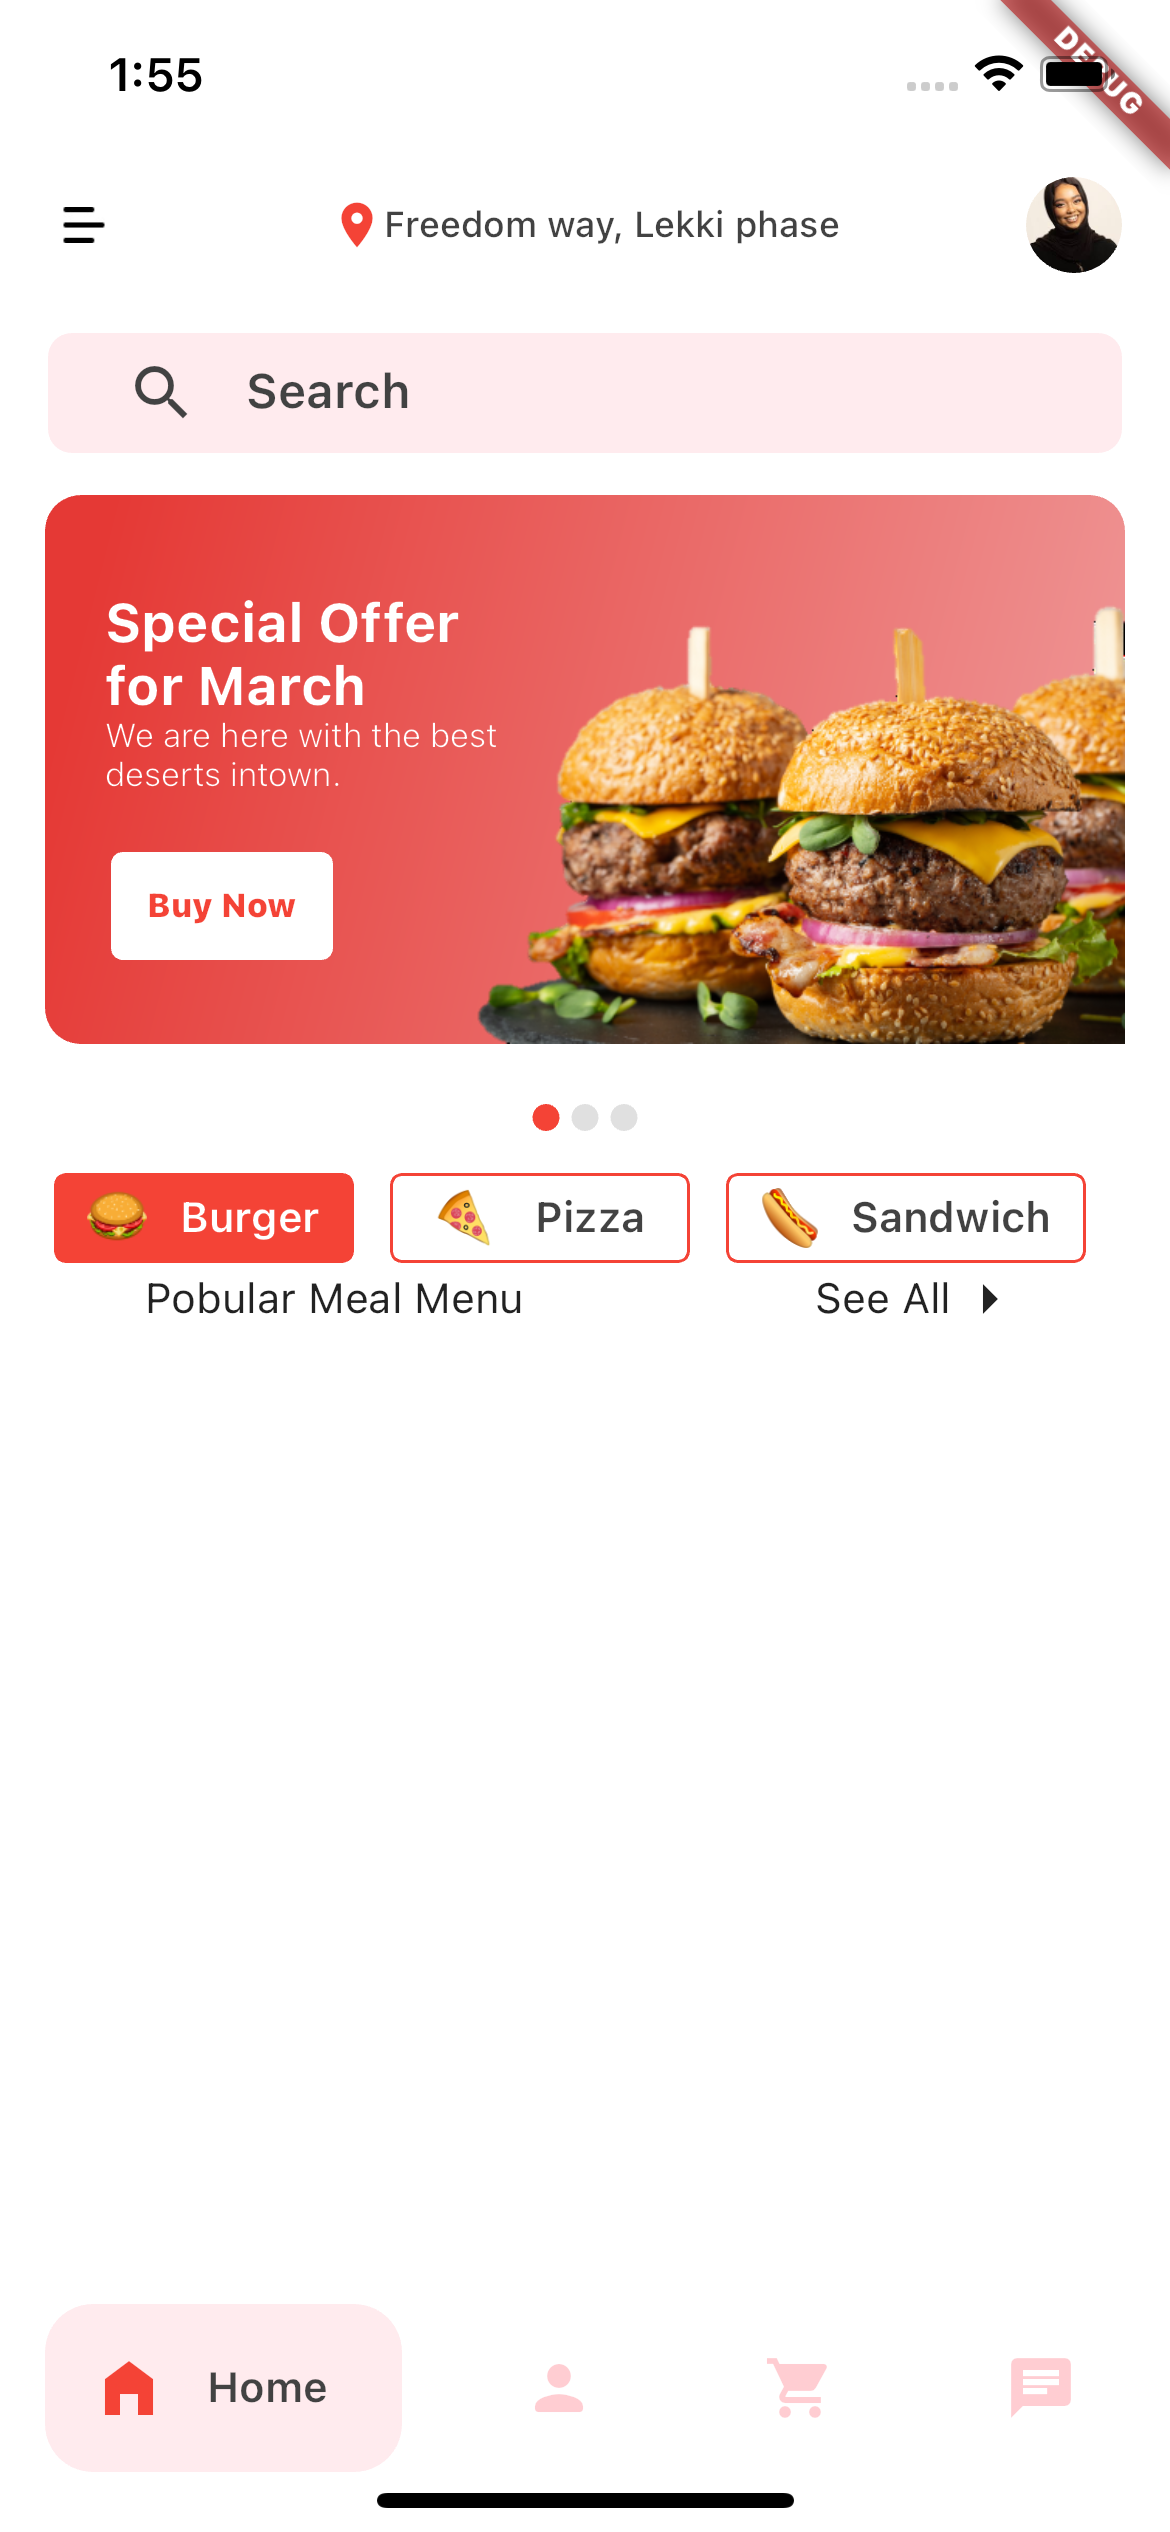 1:55
DEBUG
Freedom way, Lekki phase
Search
Special Offer
for March
We are here with the best
deserts intown.
Buy Now
Burger
Pizza
Sandwich
Pobular Meal Menu
See All
Home